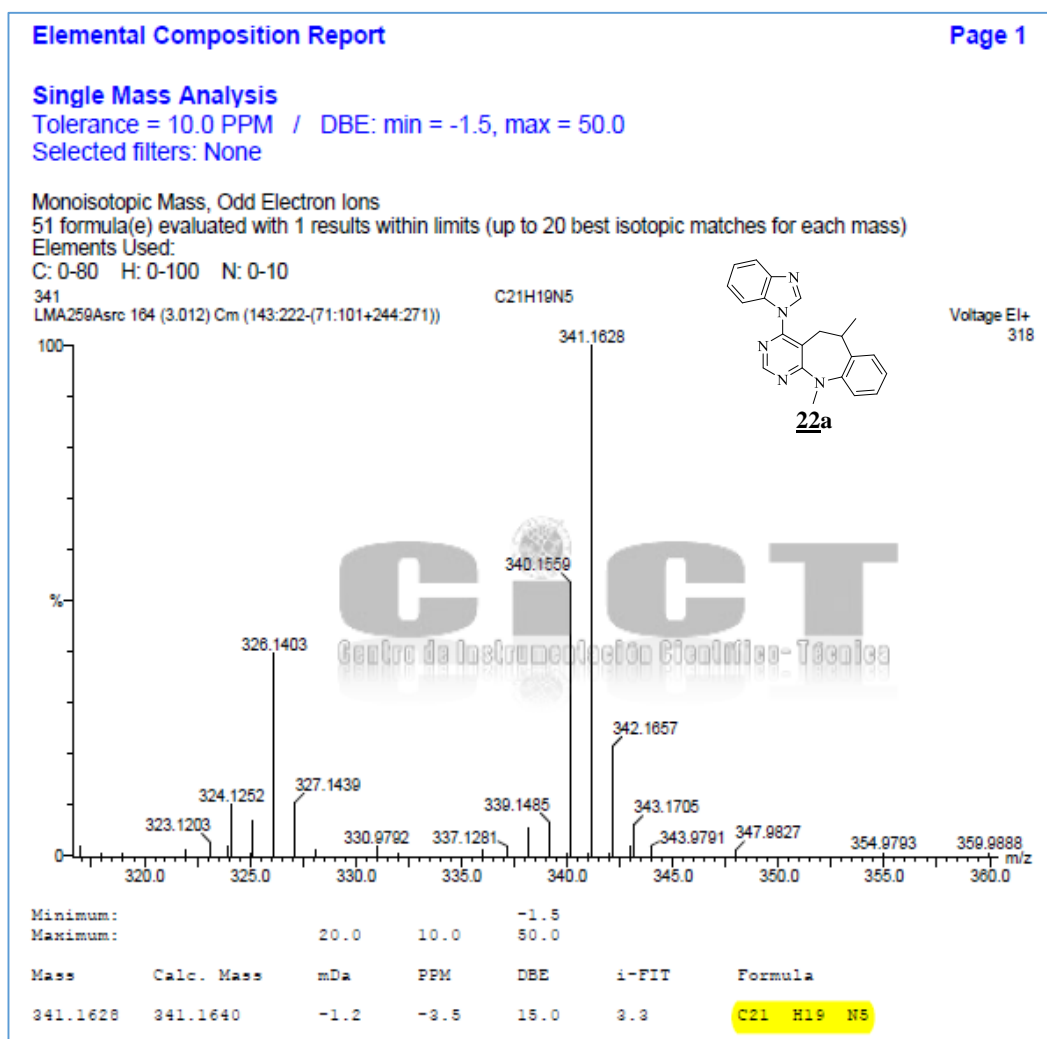 Elemental Composition Report Page 1
Single Mass Analysis
Tolerance = 10.0 PPM / DBE: min = -1.5, max = 50.0
Selected filters: None
Monoisotopic Mass, Odd Electron Ions
51 formula(e) evaluated with 1 results within limits (up to 20 best isotopic matches for each mass)
Elements Used:
C: 0-80 H: 0-100 N: 0-10
341 C21H19N5
LMA259Asrc 164 (3.012) Cm (143:222-(71:101+244:271)) Voltage EI+
318
N
N
N
N
N
22a
100
341.1628
CiCT
340.1559
%
326.1403
Centro de Instrumentación Científico-Técnica
342.1657
327.1439
324.1252
339.1485
343.1705
323.1203
330.9792
337.1281
343.9791
347.9827
354.9793
359.9888
0
m/z
320.0 325.0 330.0 335.0 340.0 345.0 350.0 355.0 360.0
Minimum: -1.5
Maximum: 20.0 10.0 50.0
Mass Calc. Mass mDa PPM DBE i-FIT Formula
341.1628 341.1640 -1.2 -3.5 15.0 3.3 C21 H19 N5